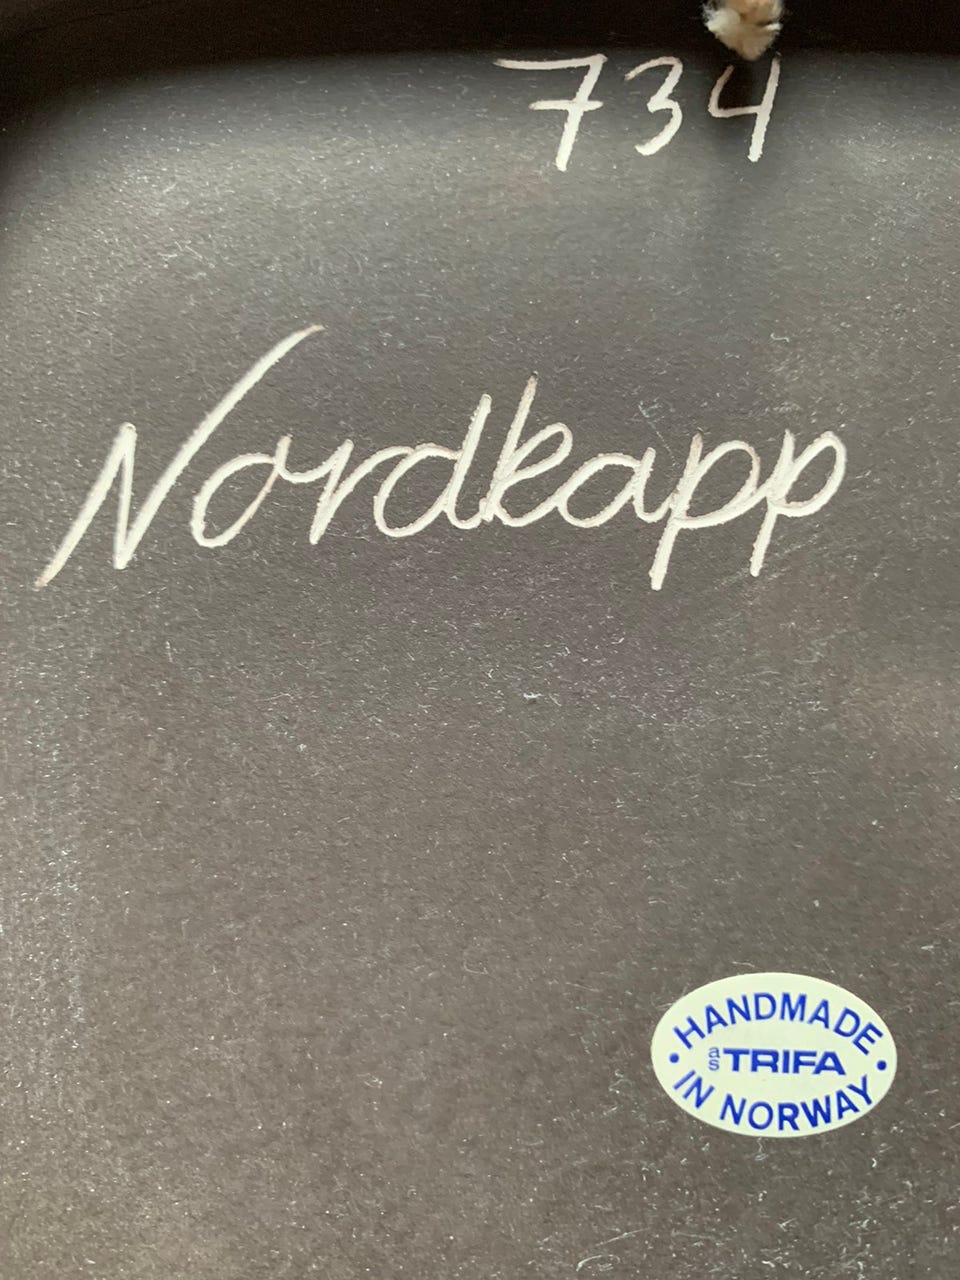 734
Nordkapp
HANDMADE
as TRIFA
IN NORWAY